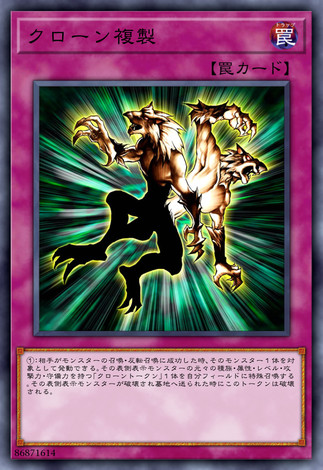 クローン複製
トラップ
罠
【罠カード】
①:相手がモンスターの召喚・反転召喚に成功した時、そのモンスター1体を対
象として発動できる。その表側表示モンスターの元々の種族・属性・レベル・攻
撃力・守備力を持つ「クローントークン」1体を自分フィールドに特殊召喚す
る。その表側表示モンスターが破壊され墓地へ送られた時にこのトークンは破壊
される。
86871614